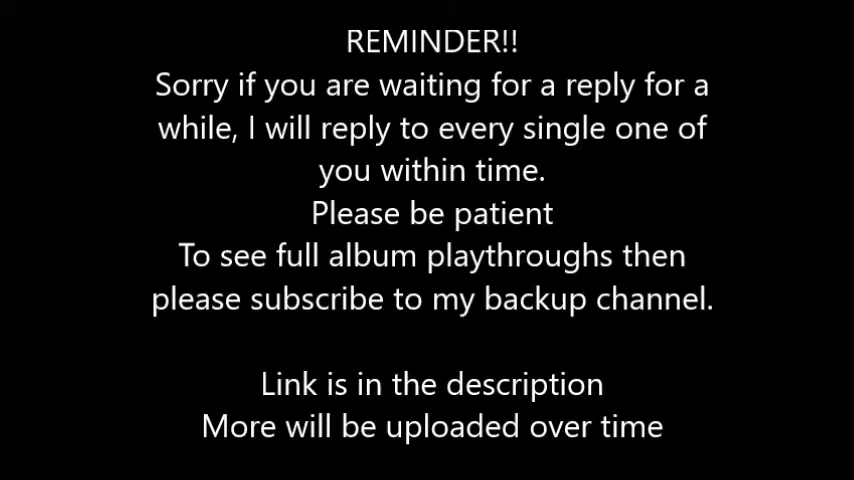 REMINDER!!
Sorry if you are waiting for a reply for a
while, I will reply to every single one of
you within time.
Please be patient
To see full album playthroughs then
please subscribe to my backup channel.
Link is in the description
More will be uploaded over time